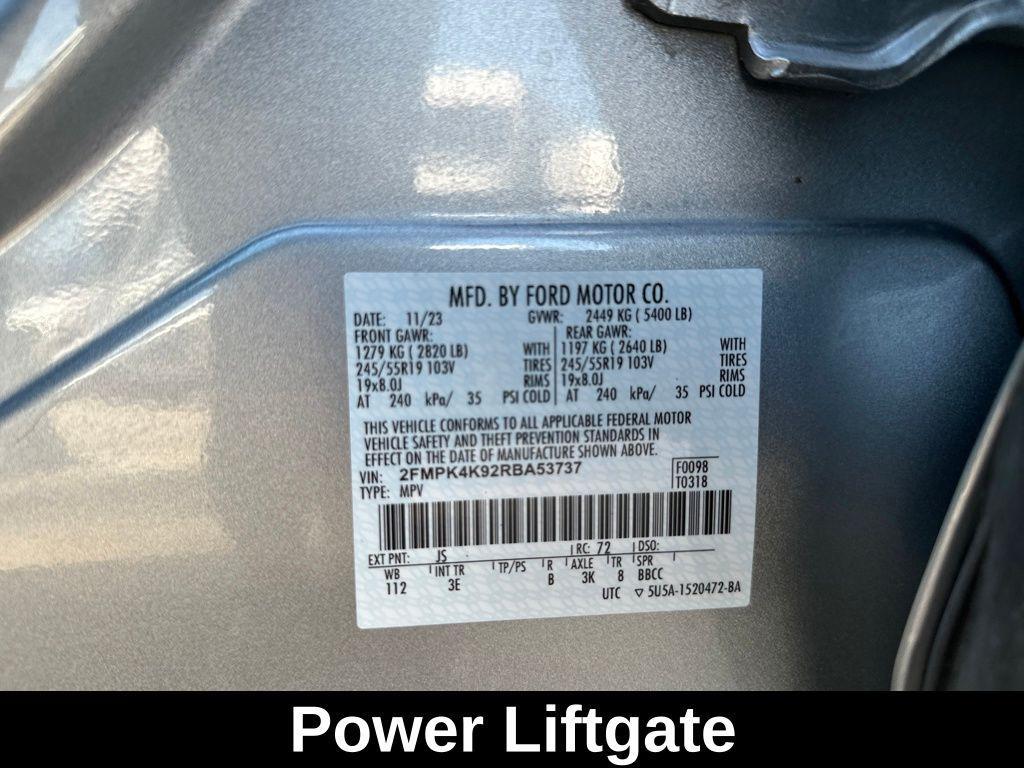 MFD. BY FORD MOTOR CO.
DATE: 11/23 GVWR: 2449 KG ( 5400 LB)
FRONT GAWR: REAR GAWR:
1279 KG ( 2820 LB) WITH 1197 KG ( 2640 LB) WITH
245/55R19 103V TIRES 245/55R19 103V TIRES
19x8.0J RIMS 19x8.0J RIMS
AT 240 kPa/ 35 PSI COLD AT 240 kPa/ 35 PSI COLD
THIS VEHICLE CONFORMS TO ALL APPLICABLE FEDERAL MOTOR
VEHICLE SAFETY AND THEFT PREVENTION STANDARDS IN
EFFECT ON THE DATE OF MANUFACTURE SHOWN ABOVE.
VIN: 2FMPK4K92RBA53737 F0098
TYPE: MPV T0318
EXT PNT: JS RC: 72 DSO:
WB INT TR TP/PS R AXLE TR SPR
112 3E B 3K 8 BBCC
UTC ▽ 5U5A-1520472-BA
Power Liftgate